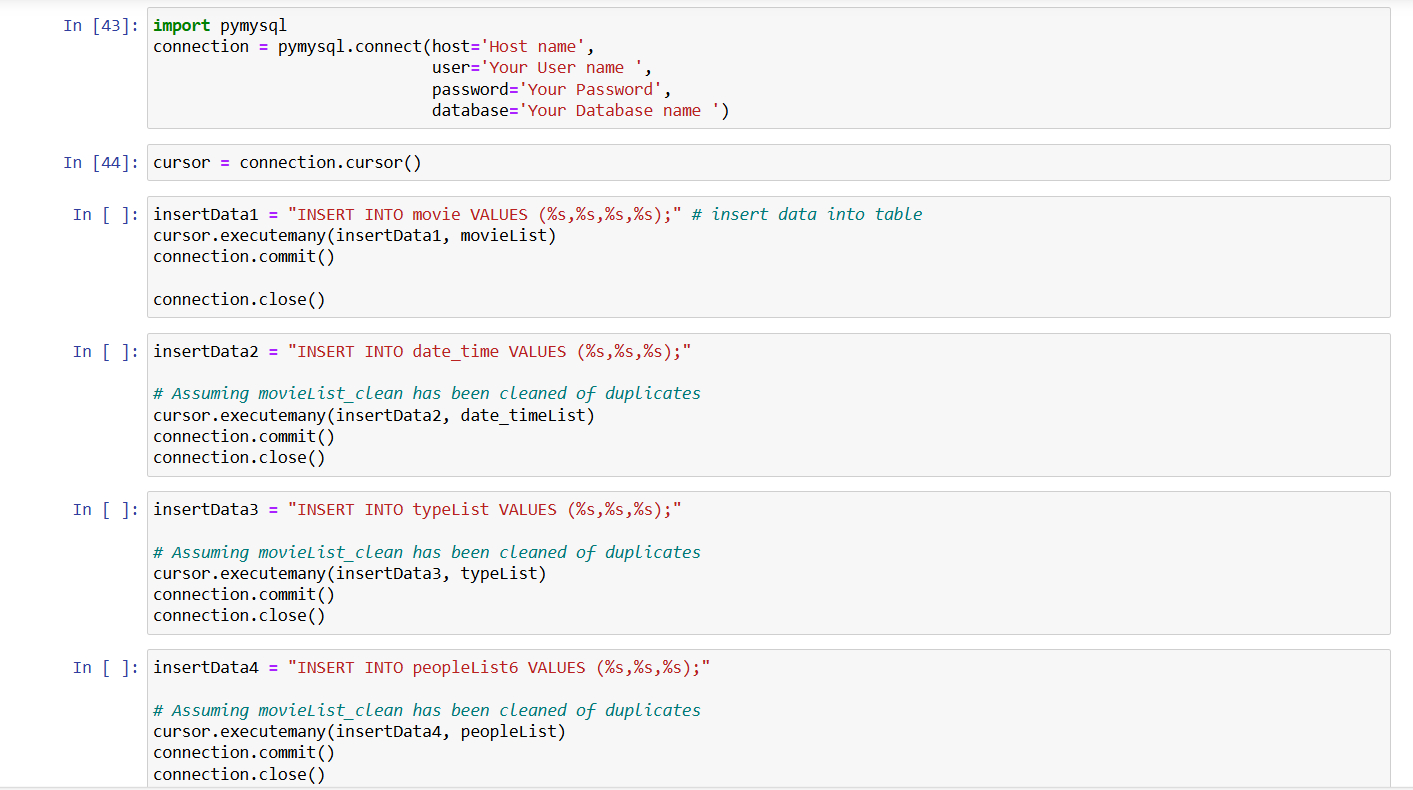 In [43]: import pymysql
connection = pymysql.connect(host='Host name',
user='Your User name ',
password='Your Password',
database='Your Database name ')
In [44]: cursor = connection.cursor()
In [ ]: insertData1 = "INSERT INTO movie VALUES (%s,%s,%s,%s);" # insert data into table
cursor.executemany(insertData1, movieList)
connection.commit()
connection.close()
In [ ]: insertData2 = "INSERT INTO date_time VALUES (%s,%s,%s);"
# Assuming movieList_clean has been cleaned of duplicates
cursor.executemany(insertData2, date_timeList)
connection.commit()
connection.close()
In [ ]: insertData3 = "INSERT INTO typeList VALUES (%s,%s,%s);"
# Assuming movieList_clean has been cleaned of duplicates
cursor.executemany(insertData3, typeList)
connection.commit()
connection.close()
In [ ]: insertData4 = "INSERT INTO peopleList6 VALUES (%s,%s,%s);"
# Assuming movieList_clean has been cleaned of duplicates
cursor.executemany(insertData4, peopleList)
connection.commit()
connection.close()